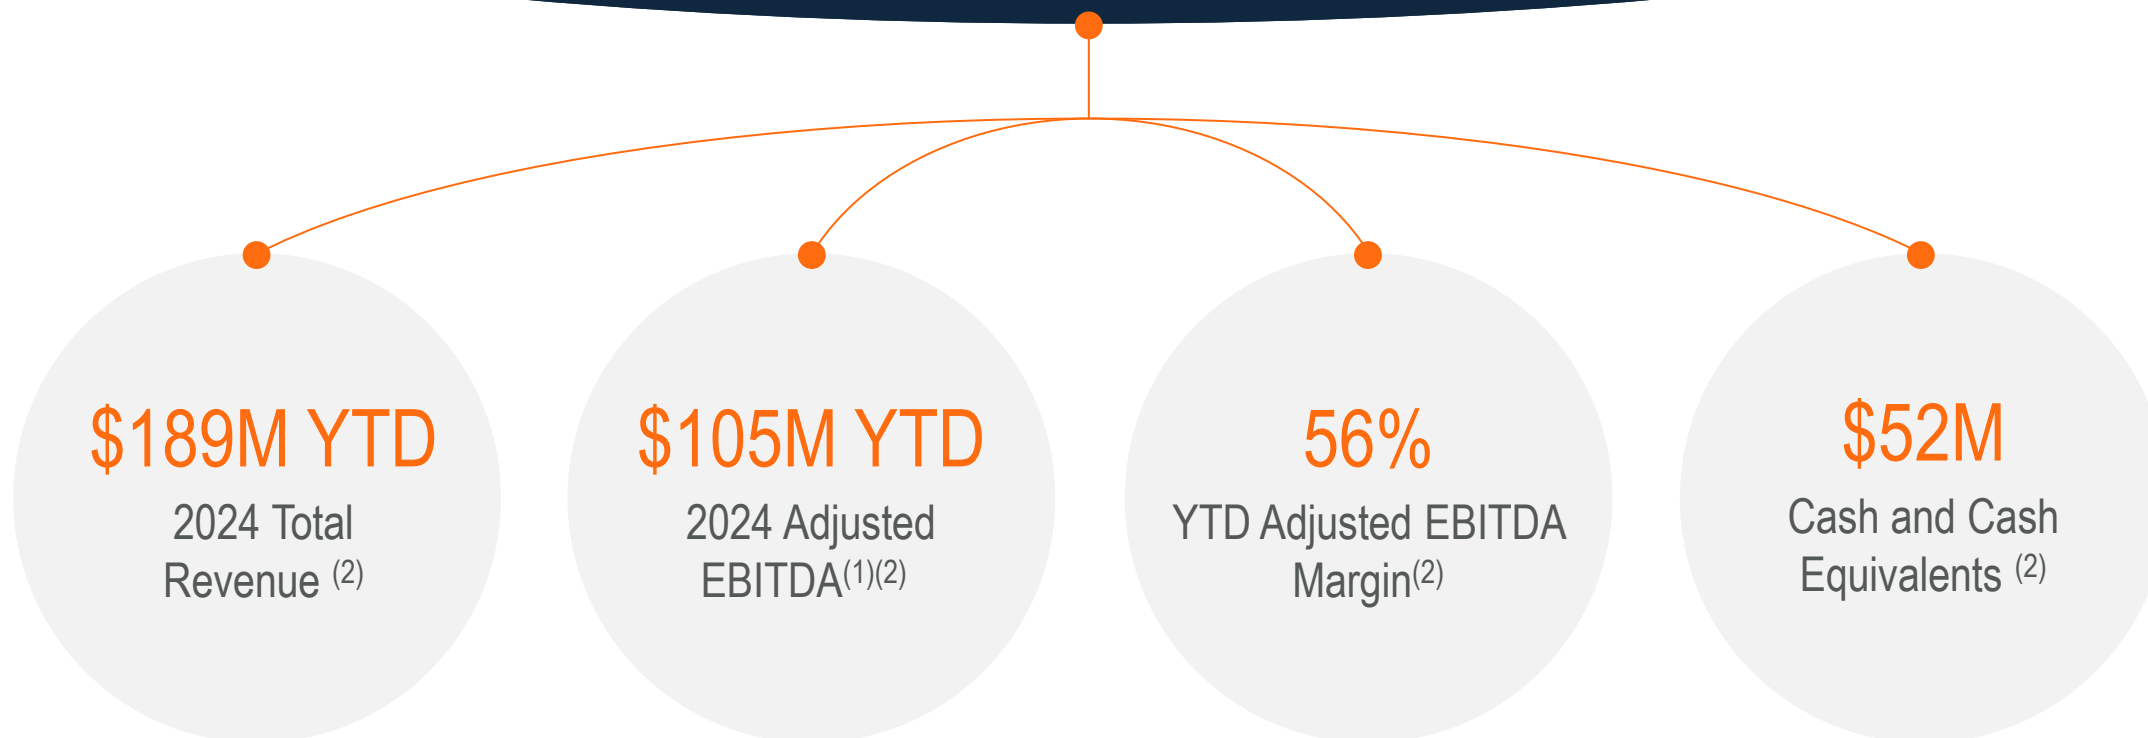 $189M YTD
2024 Total
Revenue (2)
$105M YTD
2024 Adjusted
EBITDA(1)(2)
56%
YTD Adjusted EBITDA
Margin(2)
$52M
Cash and Cash
Equivalents (2)